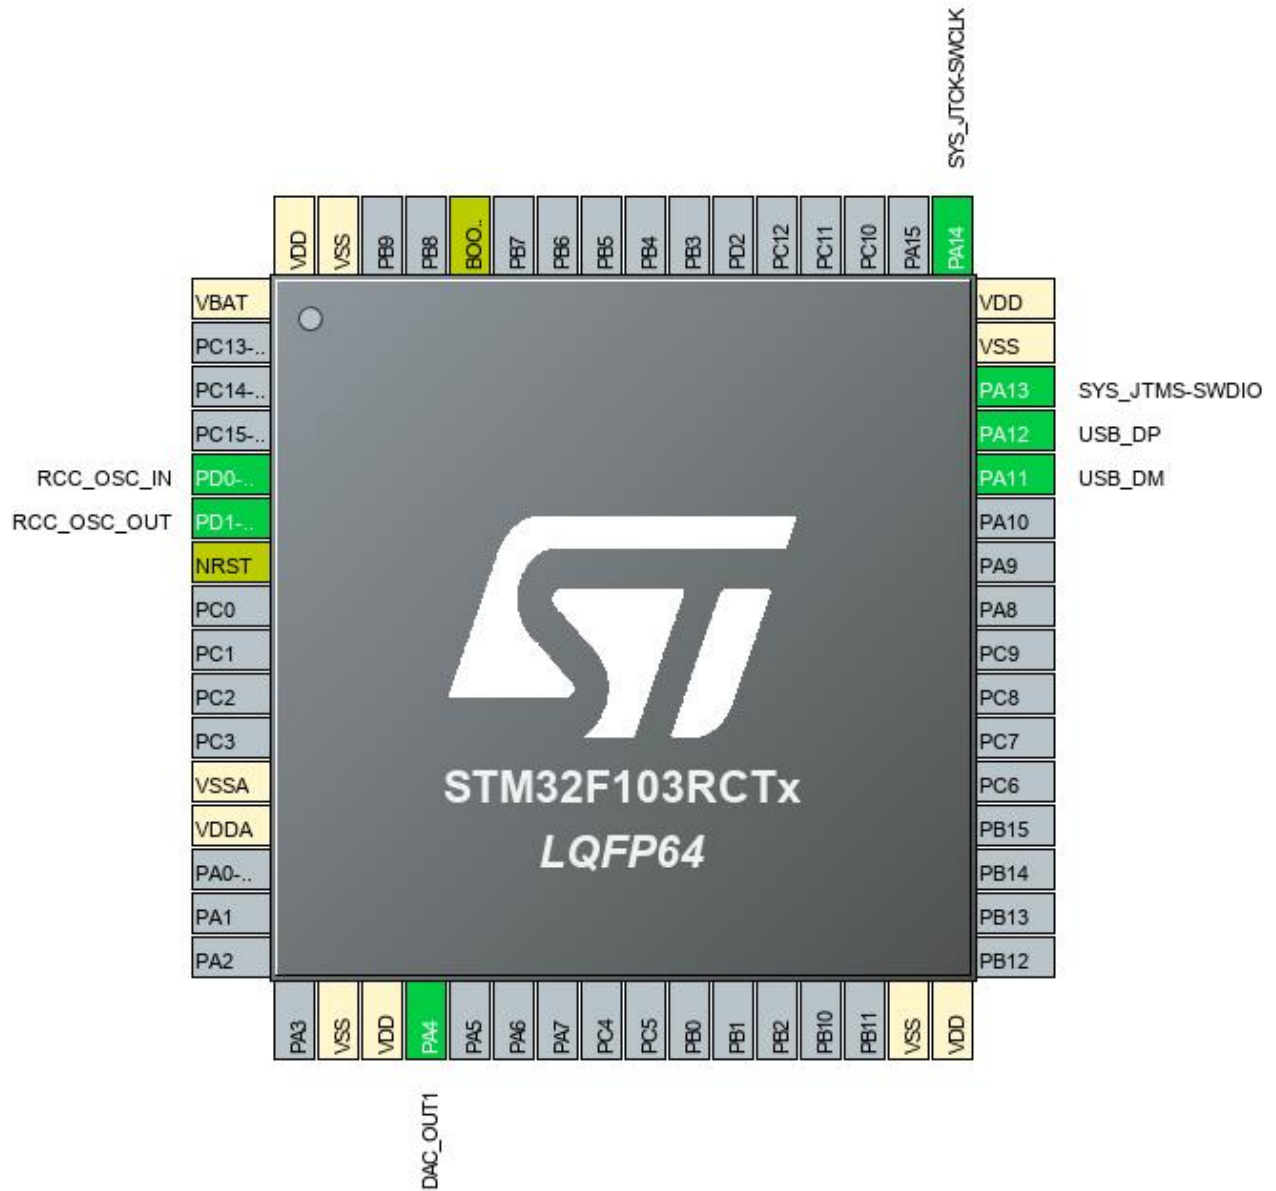 SYS_JTCK-SWCLK
VDD
VSS
PB9
PB8
BOO..
PB7
PB6
PB5
PB4
PB3
PD2
PC12
PC11
PC10
PA15
PA14
VBAT
PC13-..
PC14-..
PC15-..
RCC_OSC_IN PD0-..
RCC_OSC_OUT PD1-..
NRST
PC0
PC1
PC2
PC3
VSSA
VDDA
PA0-..
PA1
PA2
VDD
VSS
PA13 SYS_JTMS-SWDIO
PA12 USB_DP
PA11 USB_DM
PA10
PA9
PA8
PC9
PC8
PC7
PC6
PB15
PB14
PB13
PB12
ST
STM32F103RCTx
LQFP64
PA3
VSS
VDD
PA4
PA5
PA6
PA7
PC4
PC5
PB0
PB1
PB2
PB10
PB11
VSS
VDD
DAC_OUT1